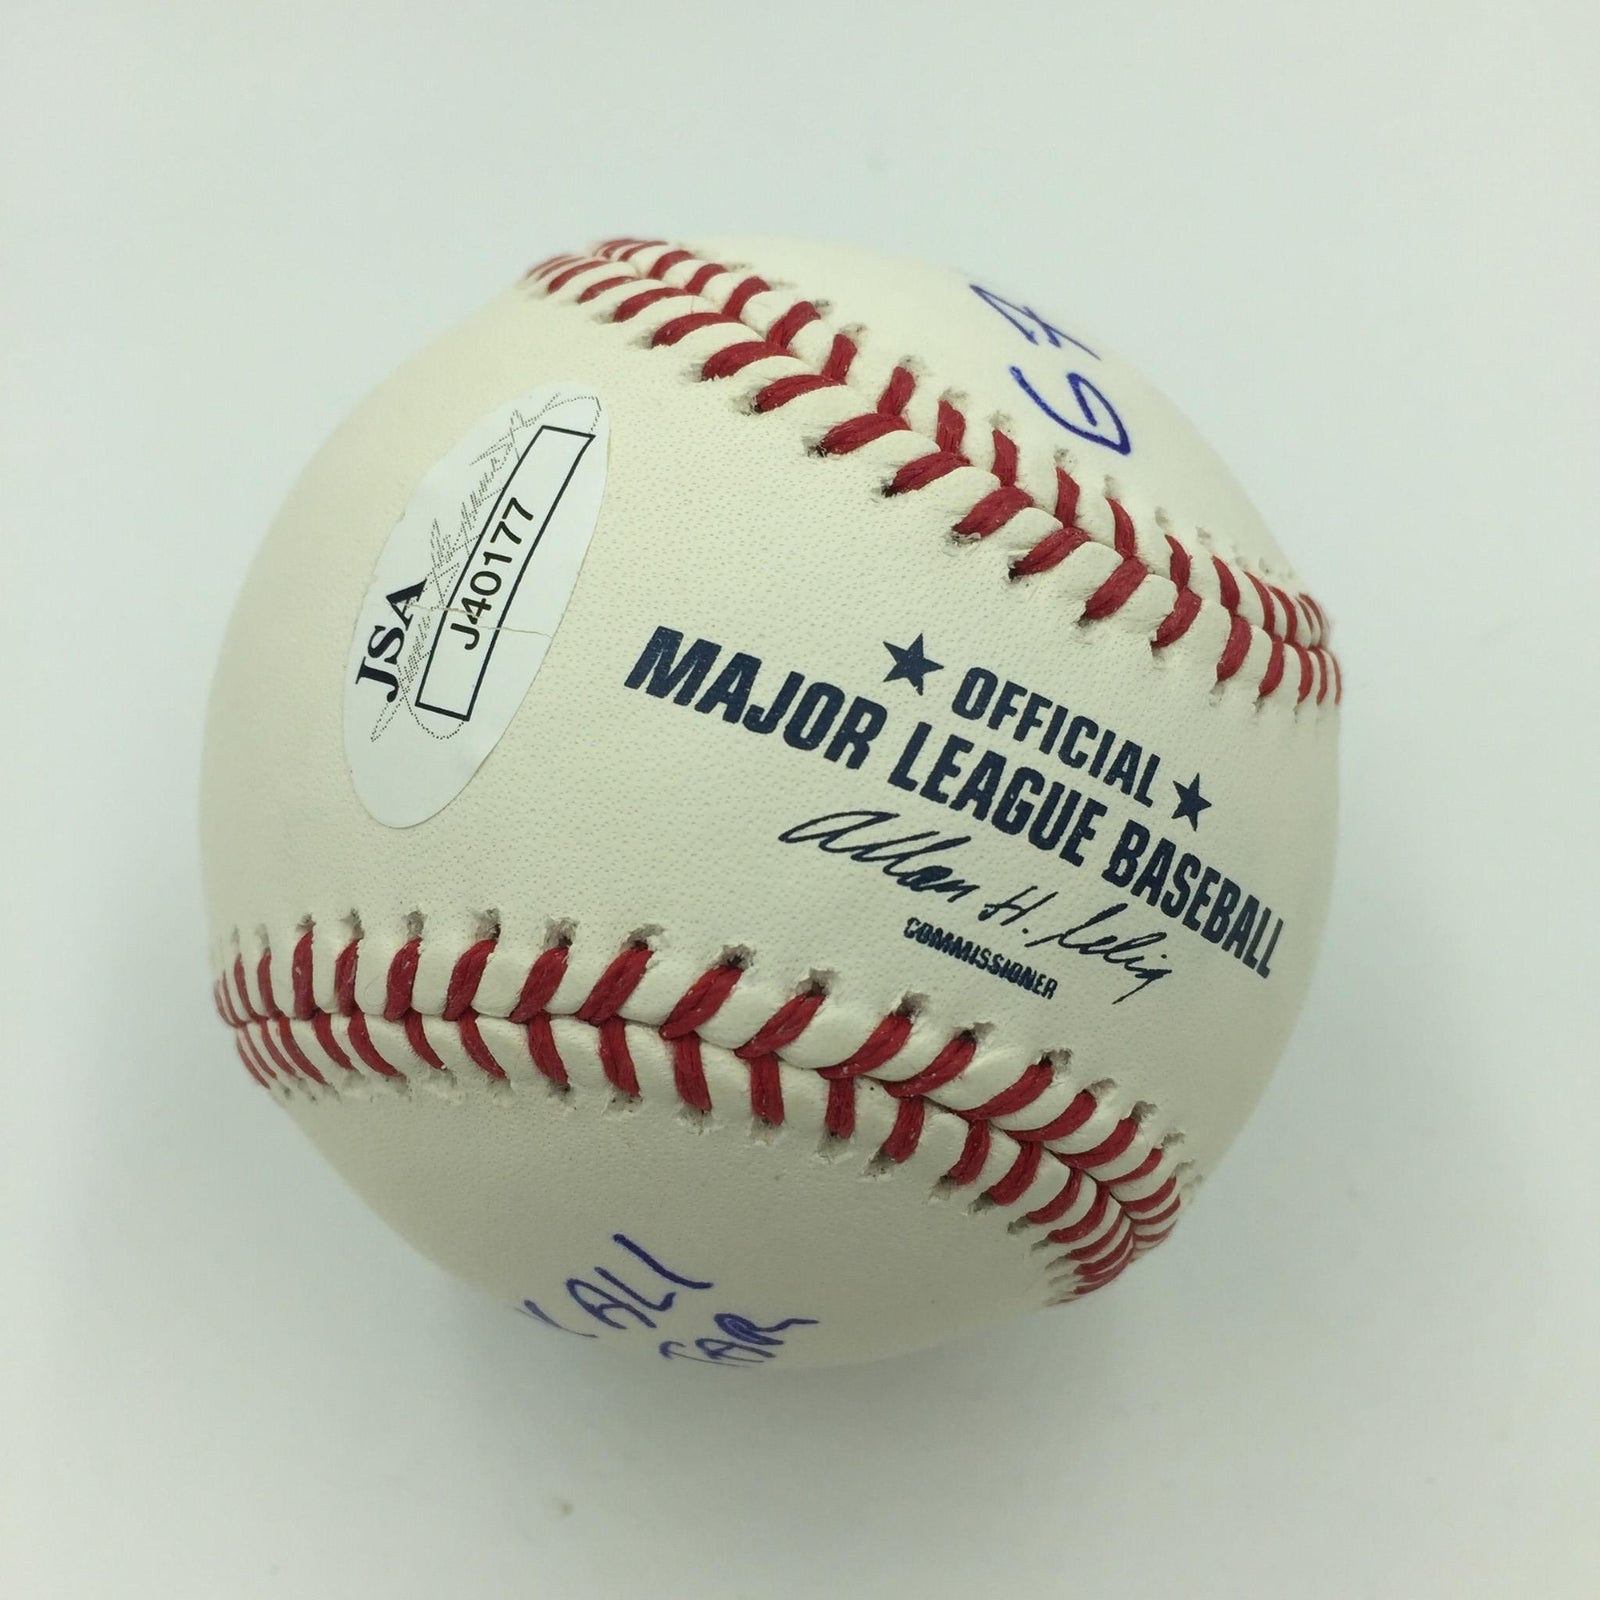 JSA
J40177
★ OFFICIAL ★
MAJOR LEAGUE BASEBALL
Allan H. Selig
COMMISSIONER